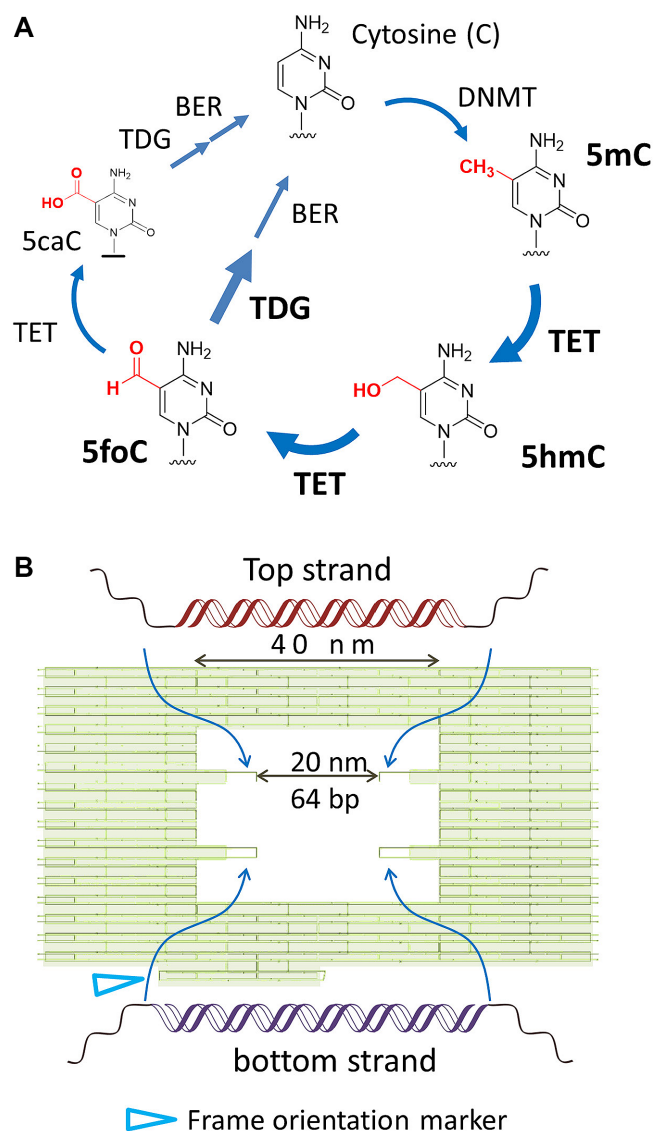 A
NH2
Cytosine (C)
N
N
O
BER
TDG
DNMT
NH2
CH3
5mC
N
N
O
O
NH2
HO
N
N
O
5caC
BER
TDG
TET
TET
O
NH2
H
N
N
O
5foC
NH2
HO
N
N
O
5hmC
TET
B
Top strand
40 nm
20 nm
64 bp
bottom strand
Frame orientation marker